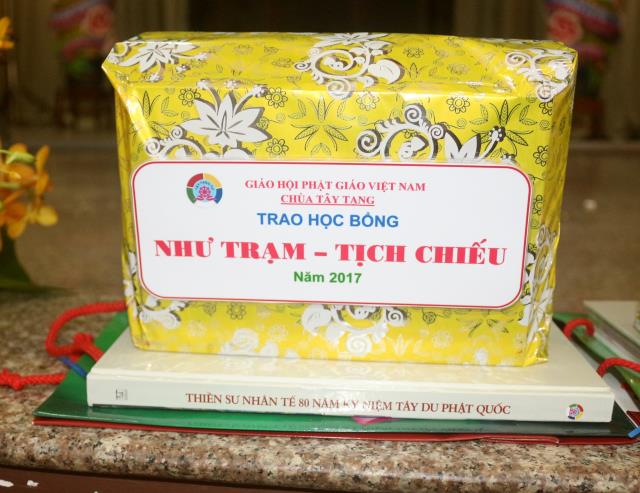 GIÁO HỘI PHẬT GIÁO VIỆT NAM
CHÙA TÂY TẠNG
TRAO HỌC BỔNG
NHƯ TRẠM – TỊCH CHIẾU
Năm 2017
THIỀN SƯ NHẪN TẾ 80 NĂM KỶ NIỆM TÂY DU PHẬT QUỐC